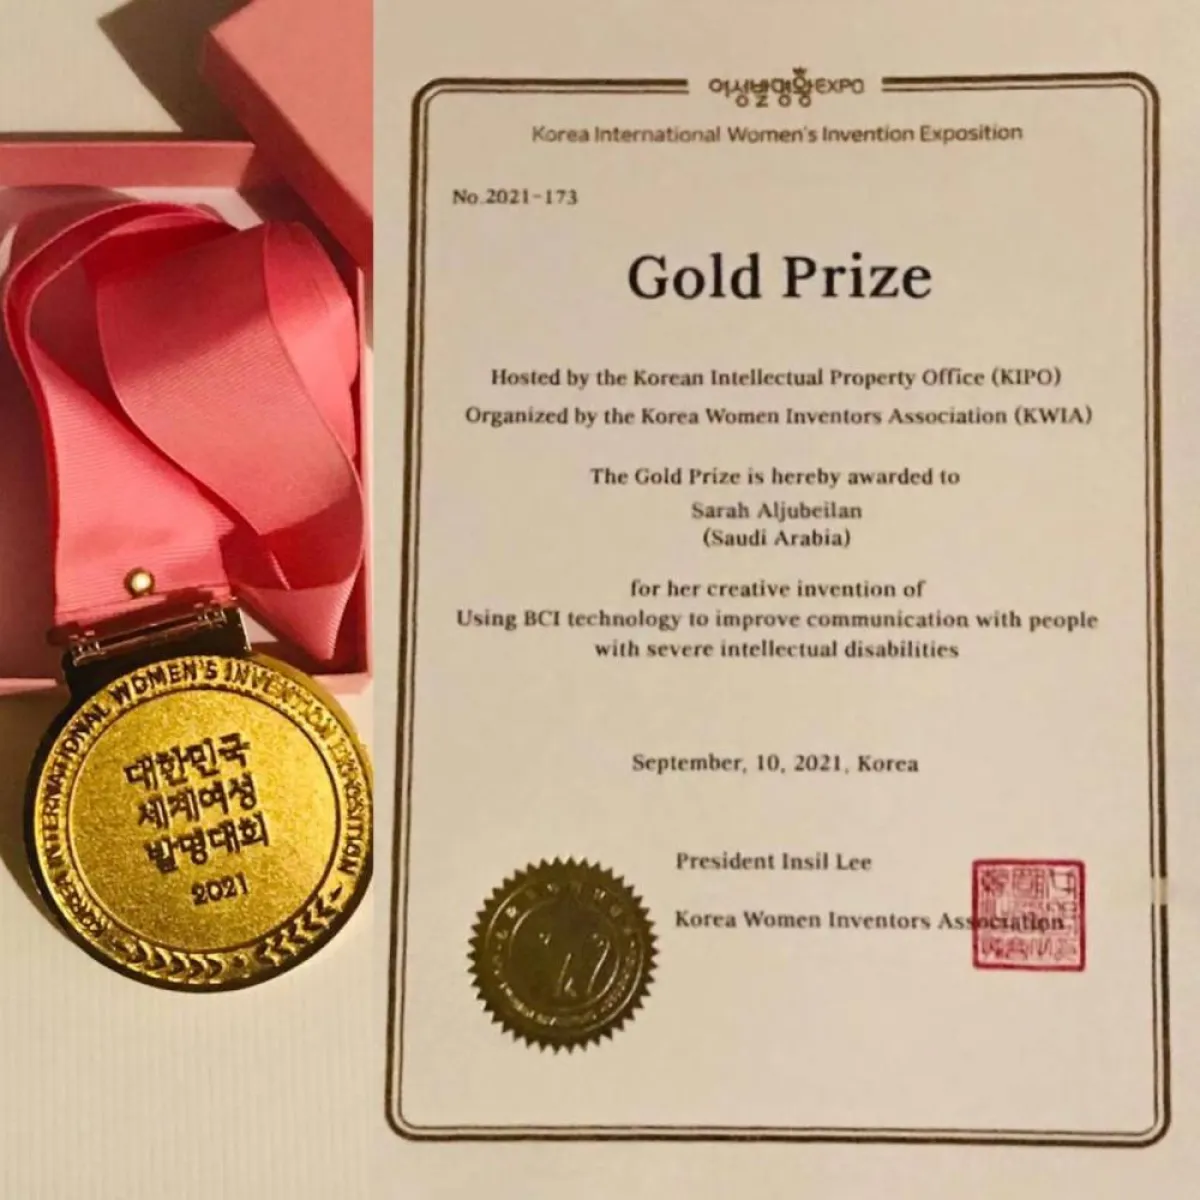 KOREA INTERNATIONAL WOMEN'S INVENTION EXPOSITION
대한민국
세계여성
발명대회
2021
여성발명왕EXPO
Korea International Women's Invention Exposition
No.2021-173
Gold Prize
Hosted by the Korean Intellectual Property Office (KIPO)
Organized by the Korea Women Inventors Association (KWIA)
The Gold Prize is hereby awarded to
Sarah Aljubeilan
(Saudi Arabia)
for her creative invention of
Using BCI technology to improve communication with people
with severe intellectual disabilities
September, 10, 2021, Korea
President Insil Lee
Korea Women Inventors Association